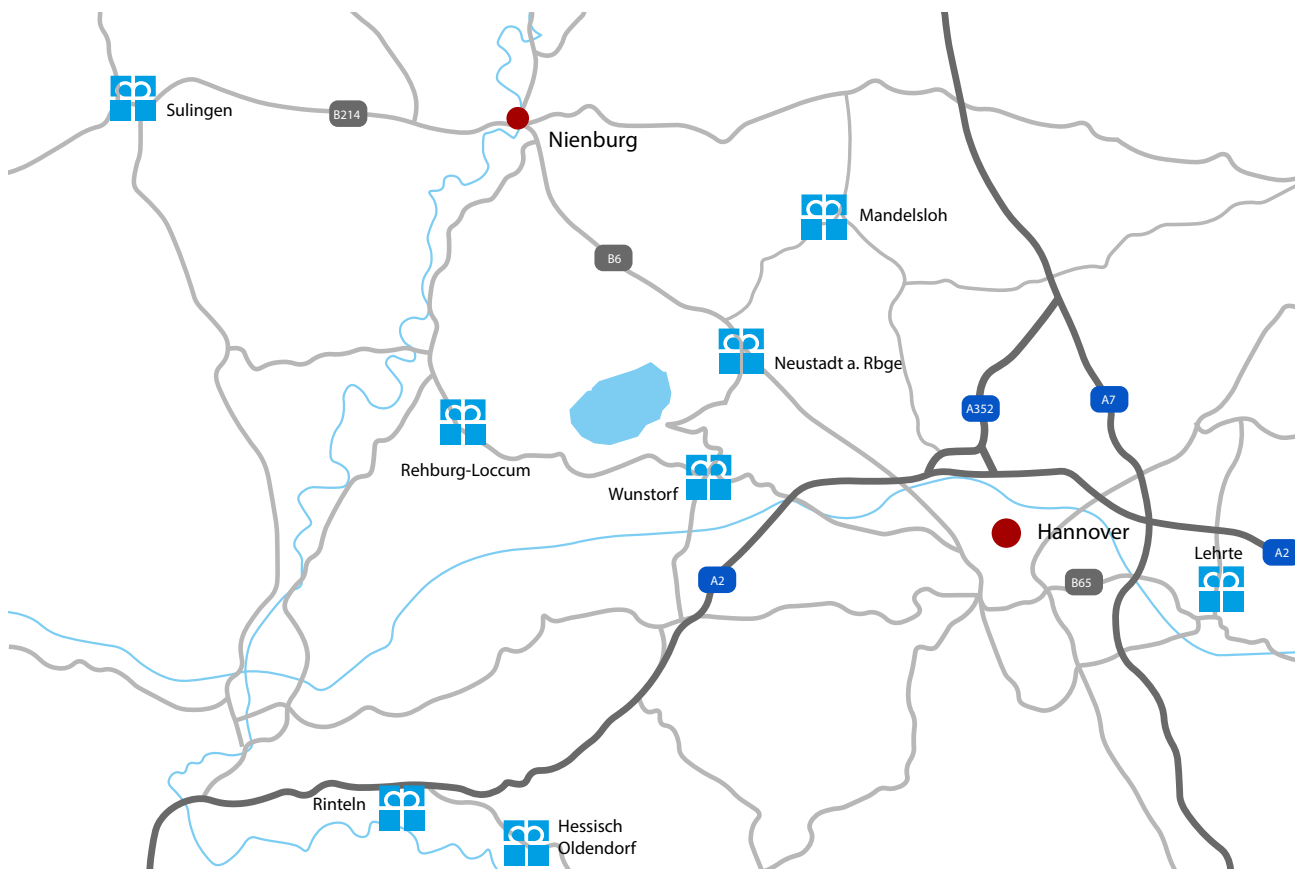 Sulingen
B214
Nienburg
Mandelsloh
B6
Neustadt a. Rbge
A352
A7
Rehburg-Loccum
Wunstorf
Hannover
Lehrte
A2
A2
B65
Rinteln
Hessisch
Oldendorf